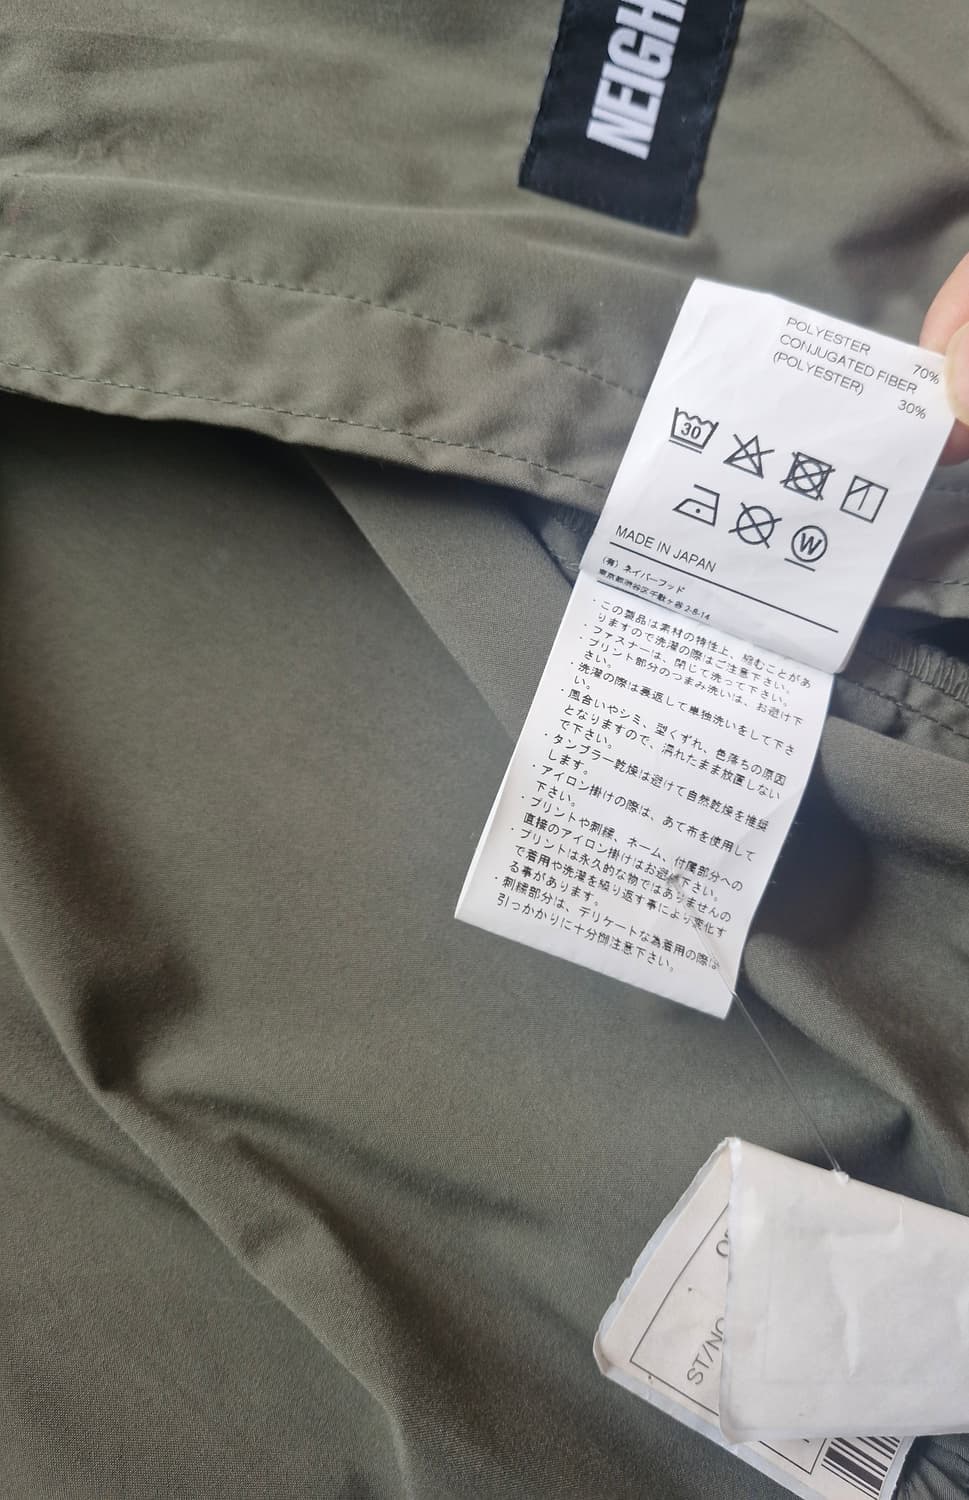 NEIGH
POLYESTER 70%
CONJUGATED FIBER
(POLYESTER) 30%
30
W
MADE IN JAPAN
(有) ネイバーフッド
東京都渋谷区千駄ヶ谷 2-8-14
・この製品は素材の特性上、縮むことがあ
りますので洗濯の際はご注意下さい。
・ファスナーは、閉じて洗って下さい。
・プリント部分のつまみ洗いは、お避け下
さい。
・洗濯の際は裏返して単独洗いをして下さ
い。
・風合いやシミ、型くずれ、色落ちの原因
となりますので、濡れたまま放置しない
で下さい。
・タンブラー乾燥は避けて自然乾燥を推奨
します。
・アイロン掛けの際は、あて布を使用して
下さい。
・プリントや刺繍、ネーム、付属部分への
直接のアイロン掛けはお避け下さい。
・プリントは永久的な物ではありませんの
で着用や洗濯を繰り返す事により変化す
る事があります。
・刺繍部分は、デリケートな為着用の際は
引っかかりに十分御注意下さい。
ST/NO